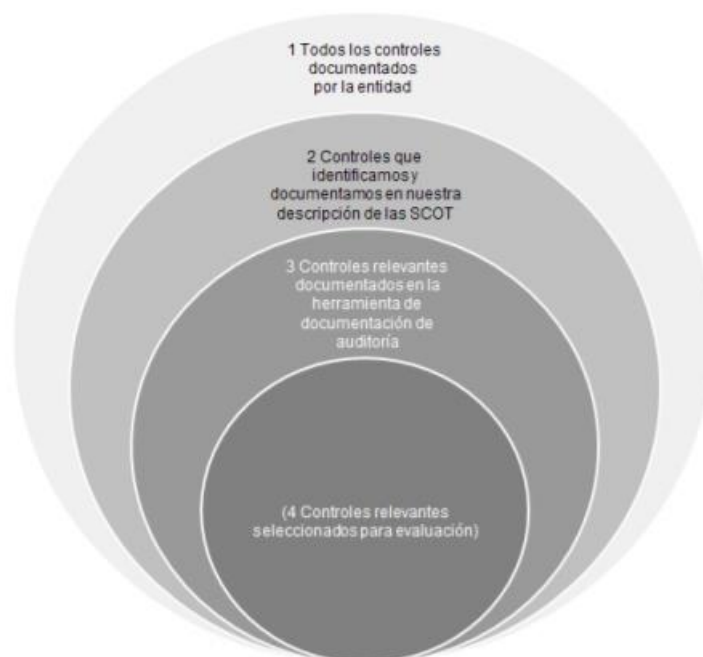 1 Todos los controles
documentados
por la entidad
2 Controles que
identificamos y
documentamos en nuestra
descripción de las SCOT
3 Controles relevantes
documentados en la
herramienta de
documentación de
auditoría
(4 Controles relevantes
seleccionados para evaluación)